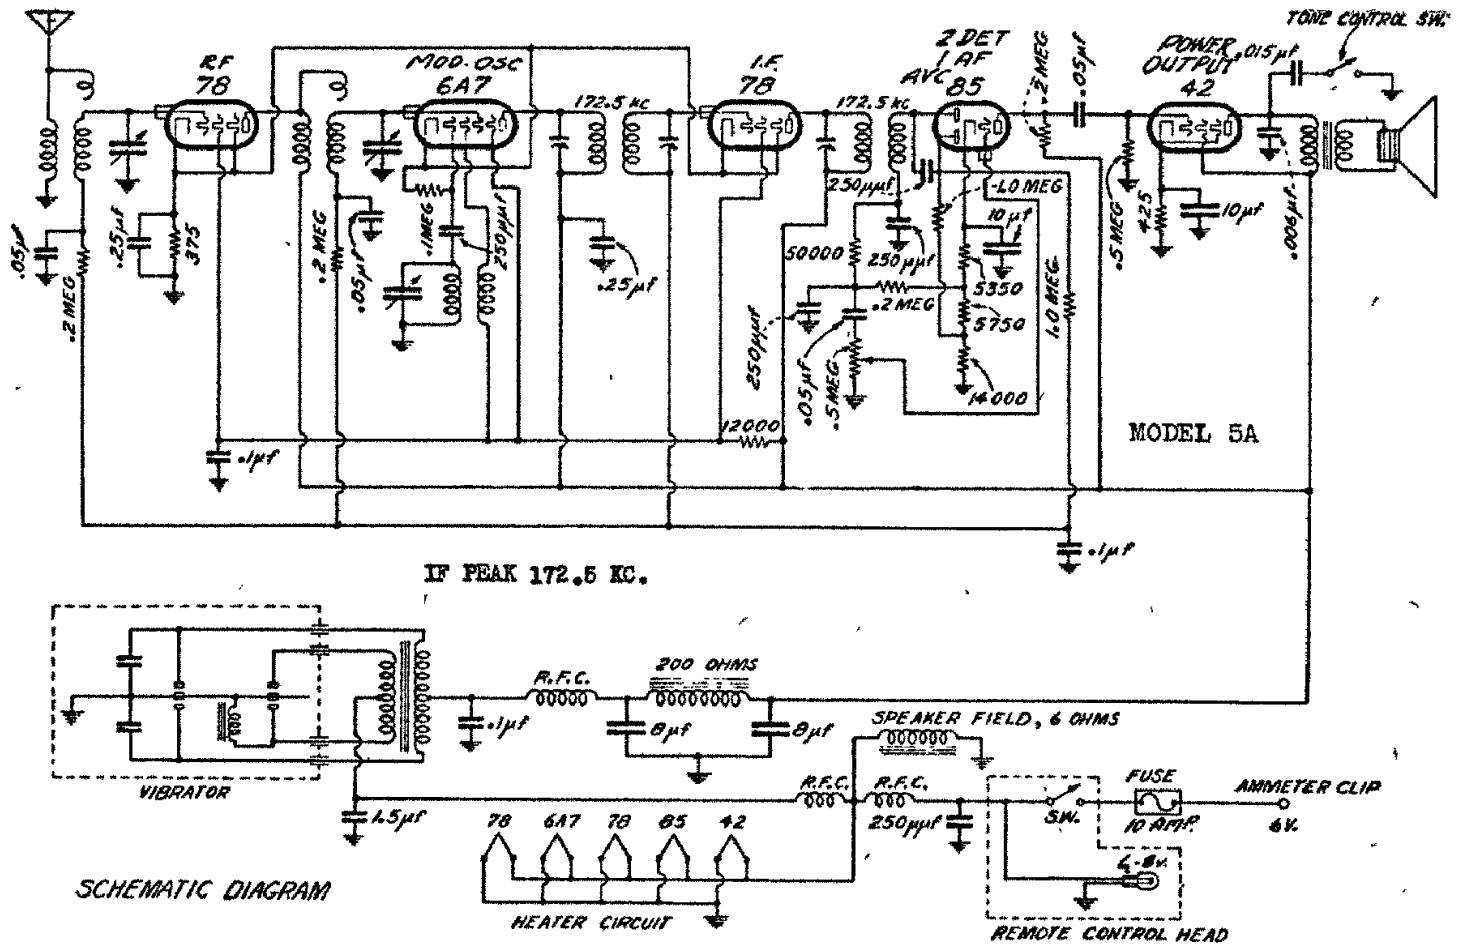 TONE CONTROL SW.
RF
78
MOD. OSC
6A7
I.F.
78
2 DET
1 AF
AVC
85
POWER
OUTPUT
42
.015µf
.2 MEG
.05µf
172.5 KC
172.5 KC
.05µf
.2 MEG
.25µf
375
.2 MEG
.05µf
.1MEG
250µµf
.25µf
250µµf
50000
250µµf
1.0 MEG
10µf
5350
.2 MEG
5750
250µµf
.05µf
.5MEG
14000
1.0 MEG
.5 MEG
425
10µf
.006µf
12000
.1µf
MODEL 5A
.1µf
IF PEAK 172.5 KC.
R.F.C.
200 OHMS
.1µf
8µf
8µf
SPEAKER FIELD, 6 OHMS
VIBRATOR
1.5µf
R.F.C.
R.F.C.
250µµf
S.W.
FUSE
10 AMP.
AMMETER CLIP
6V.
78
6A7
78
85
42
HEATER CIRCUIT
SCHEMATIC DIAGRAM
REMOTE CONTROL HEAD